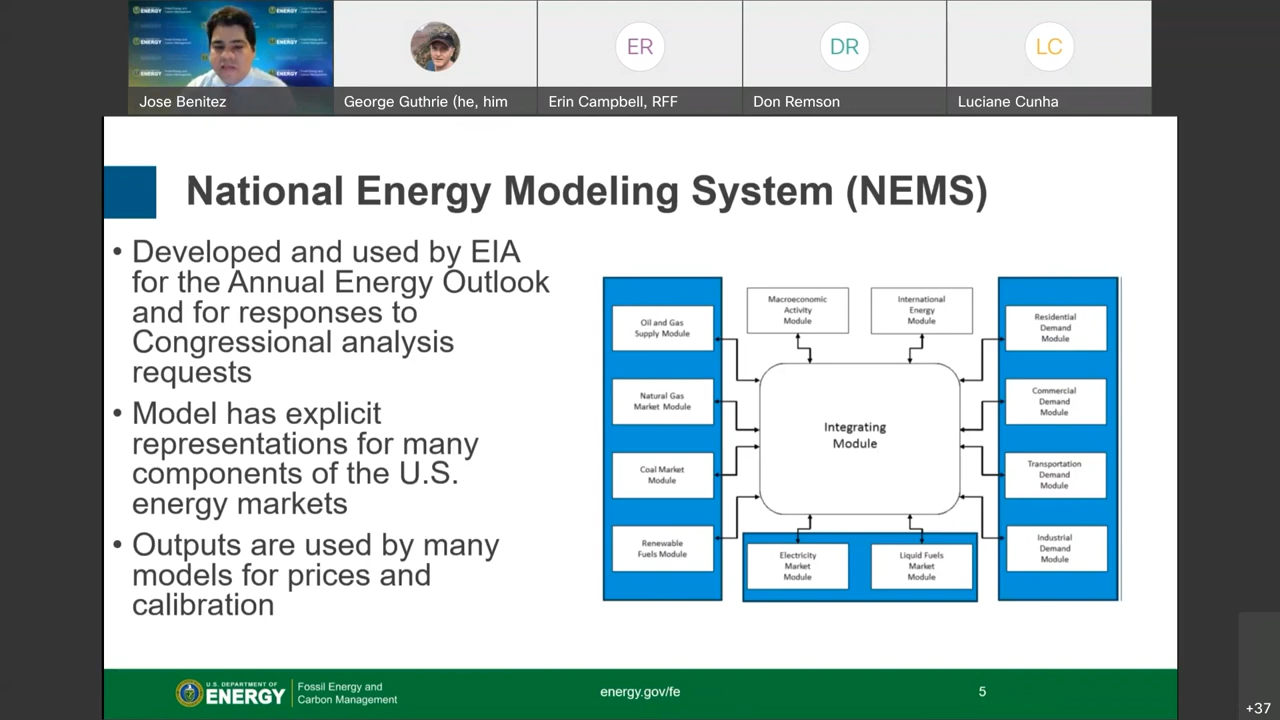 ENERGY
ENERGY
ENERGY
ENERGY
ENERGY
ER
DR
LC
Jose Benitez
George Guthrie (he, him
Erin Campbell, RFF
Don Remson
Luciane Cunha
National Energy Modeling System (NEMS)
• Developed and used by EIA
for the Annual Energy Outlook
and for responses to
Congressional analysis
requests
• Model has explicit
representations for many
components of the U.S.
energy markets
• Outputs are used by many
models for prices and
calibration
Oil and Gas
Supply Module
Natural Gas
Market Module
Coal Market
Module
Renewable
Fuels Module
Macroeconomic
Activity
Module
International
Energy
Module
Integrating
Module
Electricity
Market
Module
Liquid Fuels
Market
Module
Residential
Demand
Module
Commercial
Demand
Module
Transportation
Demand
Module
Industrial
Demand
Module
U.S. DEPARTMENT OF
ENERGY
Fossil Energy and
Carbon Management
energy.gov/fe
5
+37